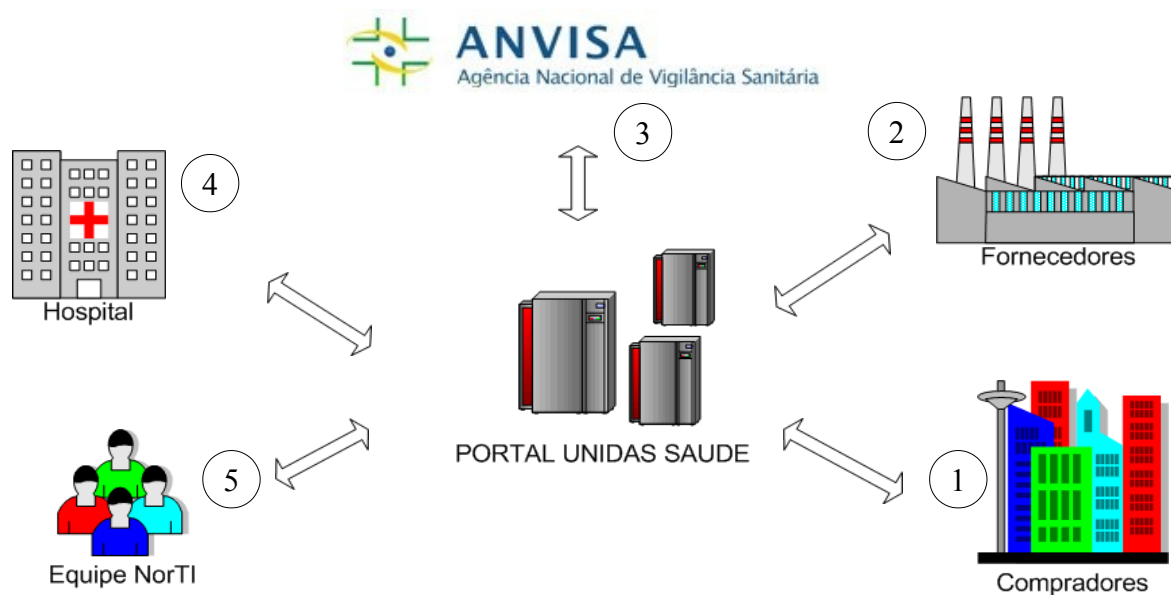 ANVISA
Agência Nacional de Vigilância Sanitária
3
2
4
Fornecedores
Hospital
PORTAL UNIDAS SAUDE
5
1
Equipe NorTI
Compradores